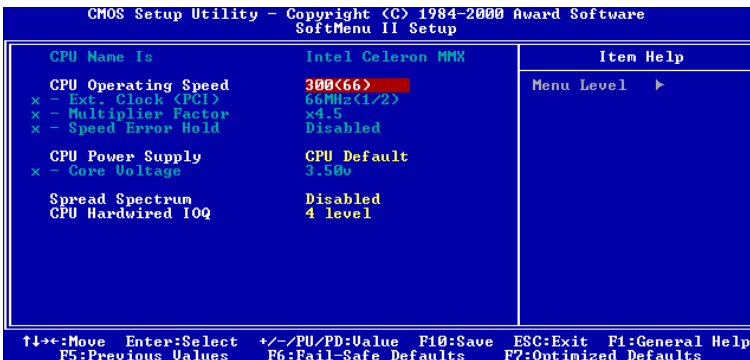 CMOS Setup Utility - Copyright (C) 1984-2000 Award Software
SoftMenu II Setup
CPU Name Is Intel Celeron MMX
Item Help
CPU Operating Speed 300(66)
Menu Level ►
x - Ext. Clock (PCI) 66MHz(1/2)
x - Multiplier Factor x4.5
x - Speed Error Hold Disabled
CPU Power Supply CPU Default
x - Core Voltage 3.50v
Spread Spectrum Disabled
CPU Hardwired IOQ 4 level
↑↓→←:Move Enter:Select +/-/PU/PD:Value F10:Save ESC:Exit F1:General Help
F5:Previous Values F6:Fail-Safe Defaults F7:Optimized Defaults